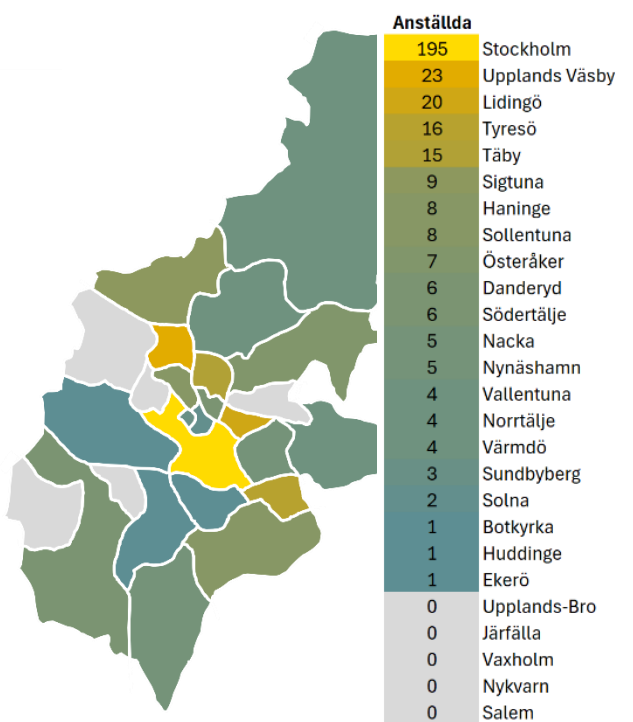 Anställda
195 Stockholm
23 Upplands Väsby
20 Lidingö
16 Tyresö
15 Täby
9 Sigtuna
8 Haninge
8 Sollentuna
7 Österåker
6 Danderyd
6 Södertälje
5 Nacka
5 Nynäshamn
4 Vallentuna
4 Norrtälje
4 Värmdö
3 Sundbyberg
2 Solna
1 Botkyrka
1 Huddinge
1 Ekerö
0 Upplands-Bro
0 Järfälla
0 Vaxholm
0 Nykvarn
0 Salem